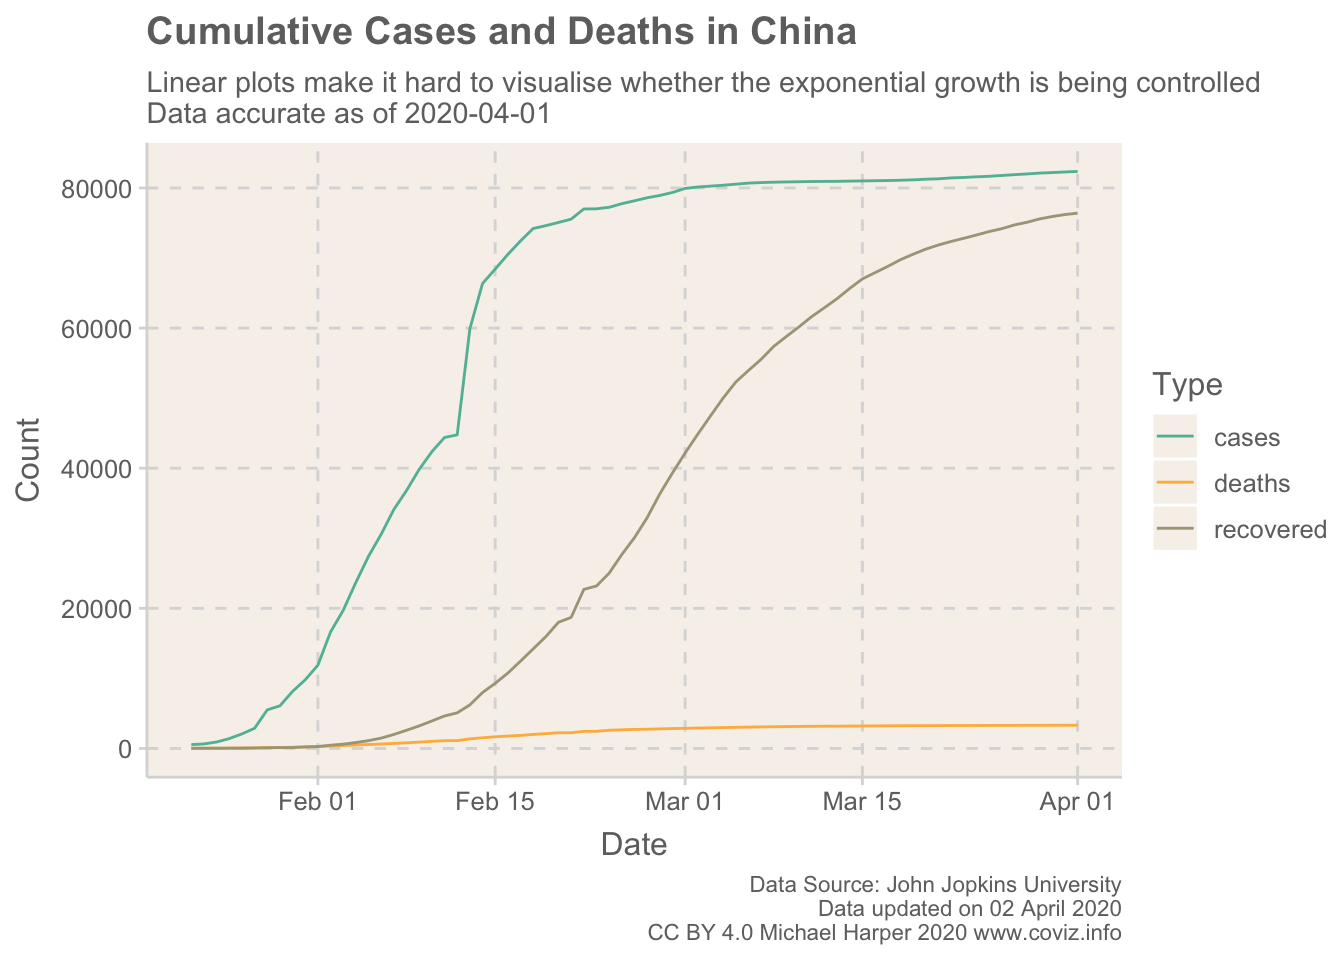 Cumulative Cases and Deaths in China
Linear plots make it hard to visualise whether the exponential growth is being controlled
Data accurate as of 2020-04-01
80000
60000
40000
20000
0
Count
Feb 01
Feb 15
Mar 01
Mar 15
Apr 01
Date
Type
cases
deaths
recovered
Data Source: John Jopkins University
Data updated on 02 April 2020
CC BY 4.0 Michael Harper 2020 www.coviz.info